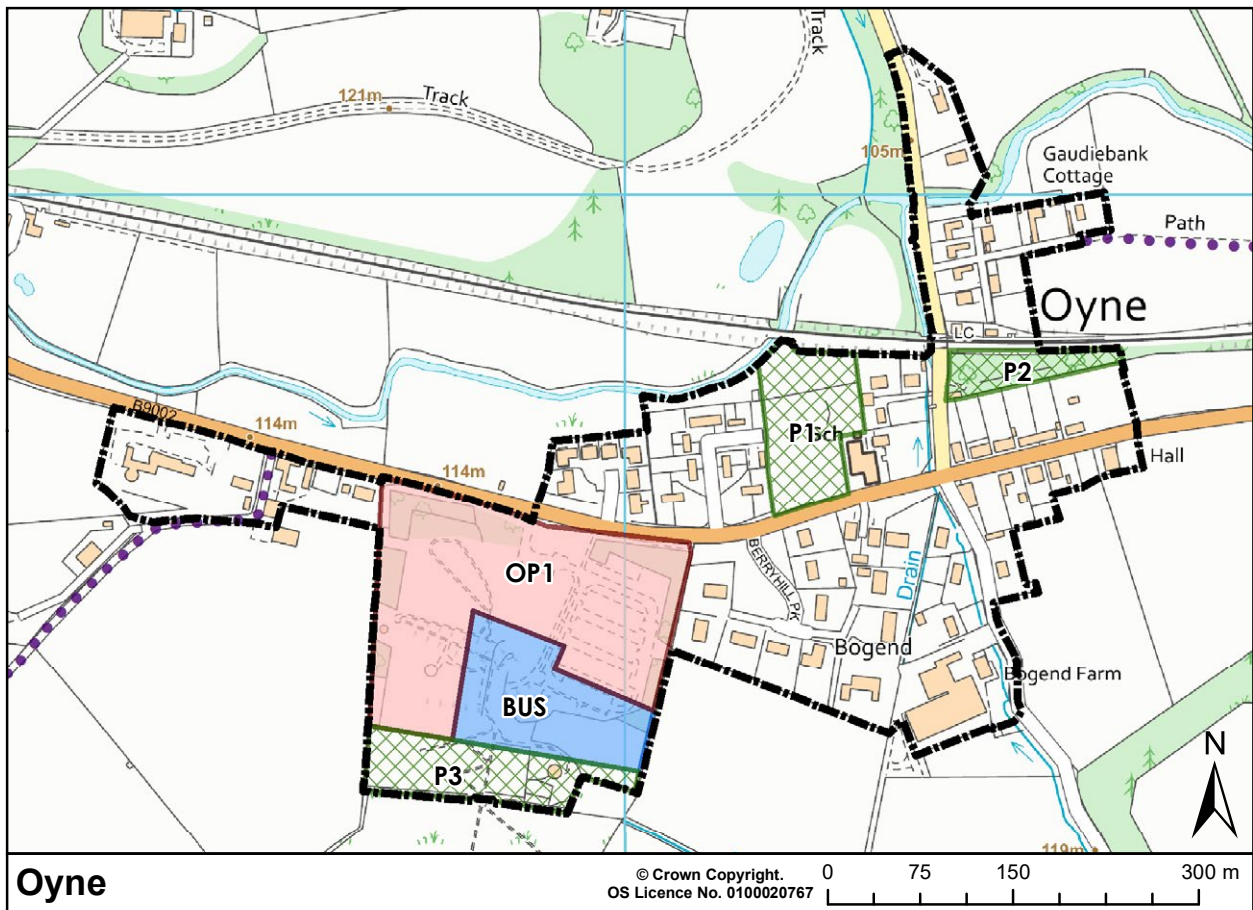 Track
Track
121m
105m
Gaudiebank
Cottage
Path
Oyne
LC
P2
B9002
114m
114m
P1
Sch
Hall
OP1
BERRYHILL PK
Drain
Bogend
Bogend Farm
BUS
P3
N
119m
Oyne
© Crown Copyright.
OS Licence No. 0100020767
0 75 150 300 m